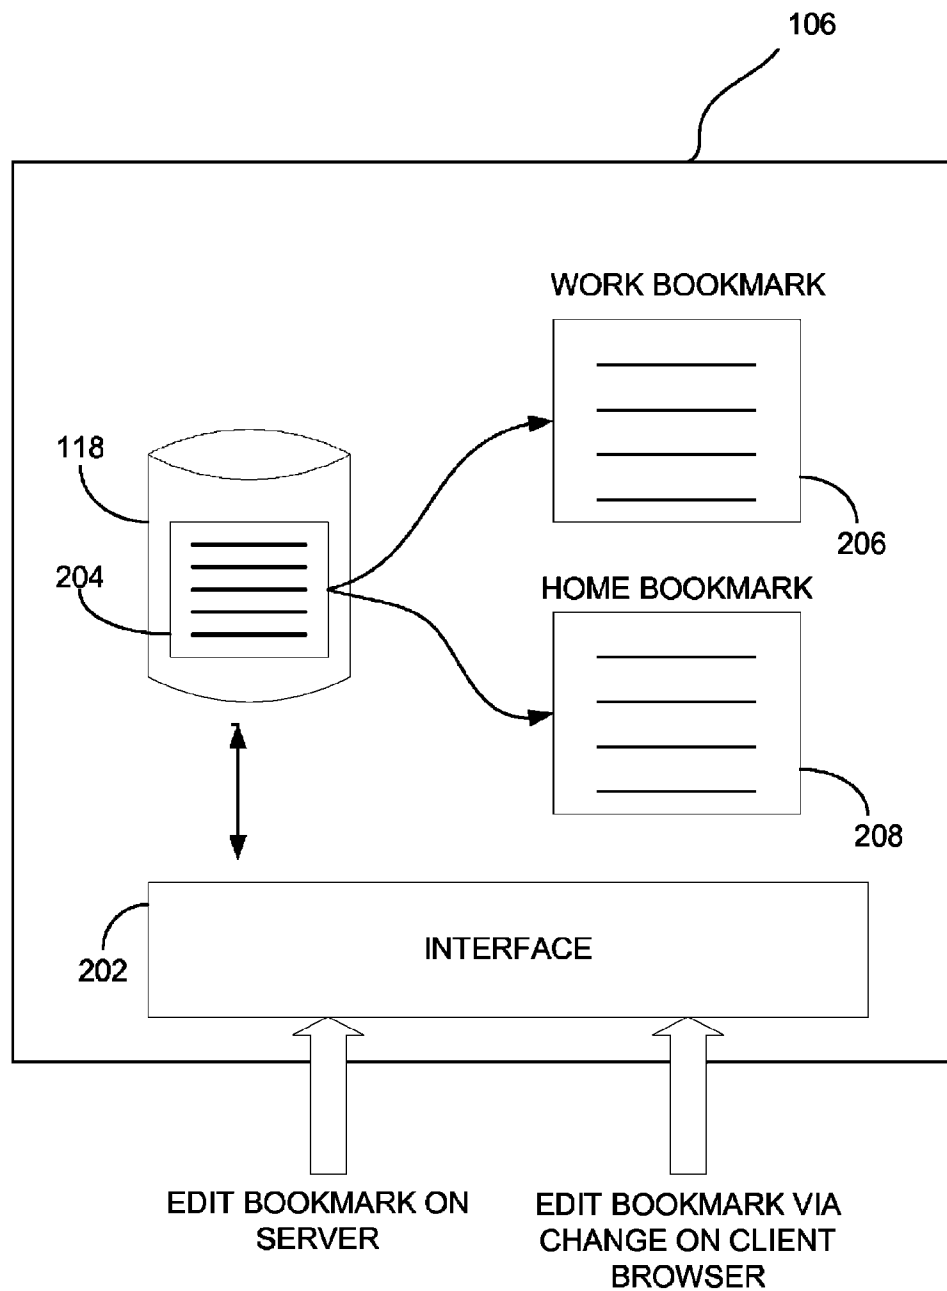 106
WORK BOOKMARK
118
206
204
HOME BOOKMARK
208
202
INTERFACE
EDIT BOOKMARK ON
SERVER
EDIT BOOKMARK VIA
CHANGE ON CLIENT
BROWSER